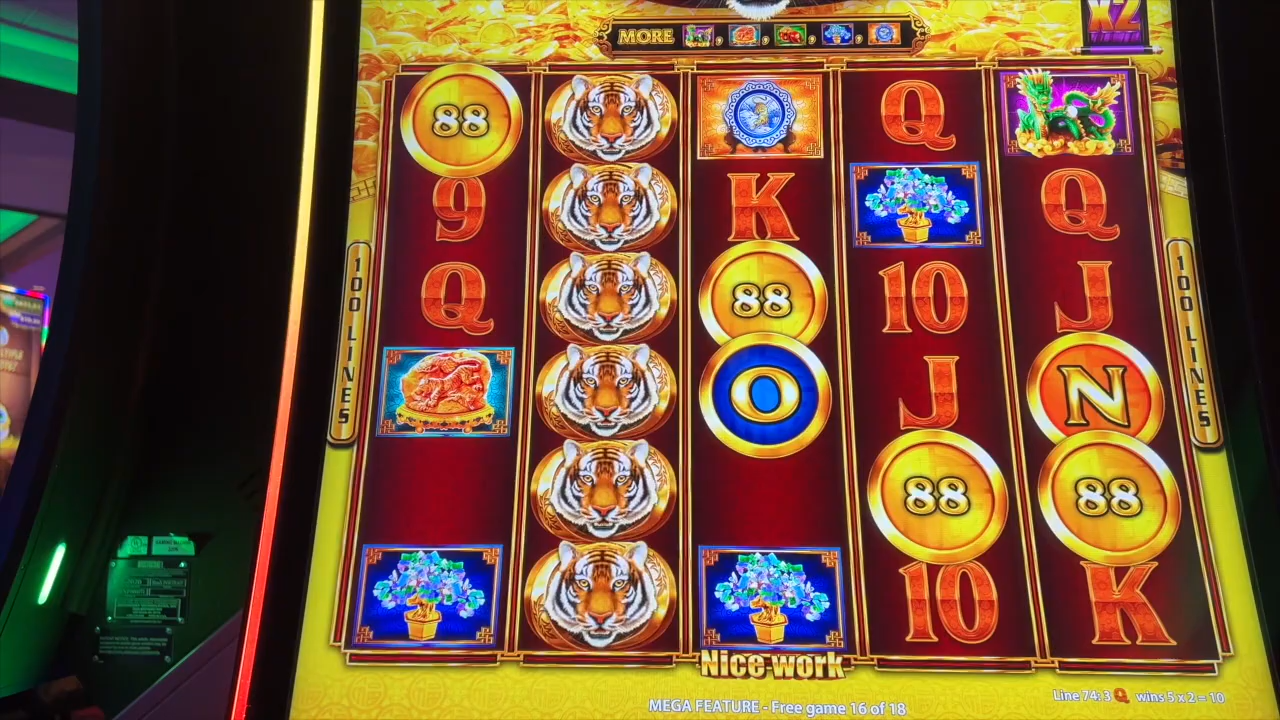 MORE
X2
88
Q
9
K
Q
Q
88
10
J
100 LINES
100 LINES
O
J
N
88
88
10
K
Nice work
Line 74: 3 Q wins 5 x 2 = 10
MEGA FEATURE - Free game 16 of 18